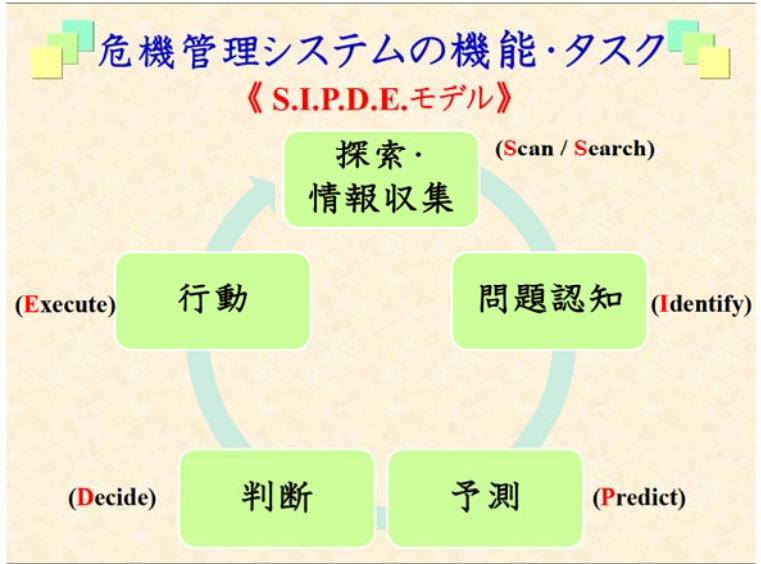 危機管理システムの機能・タスク
《 S.I.P.D.E.モデル》
探索・
情報収集
(Scan / Search)
問題認知
(Identify)
予測
(Predict)
判断
(Decide)
行動
(Execute)